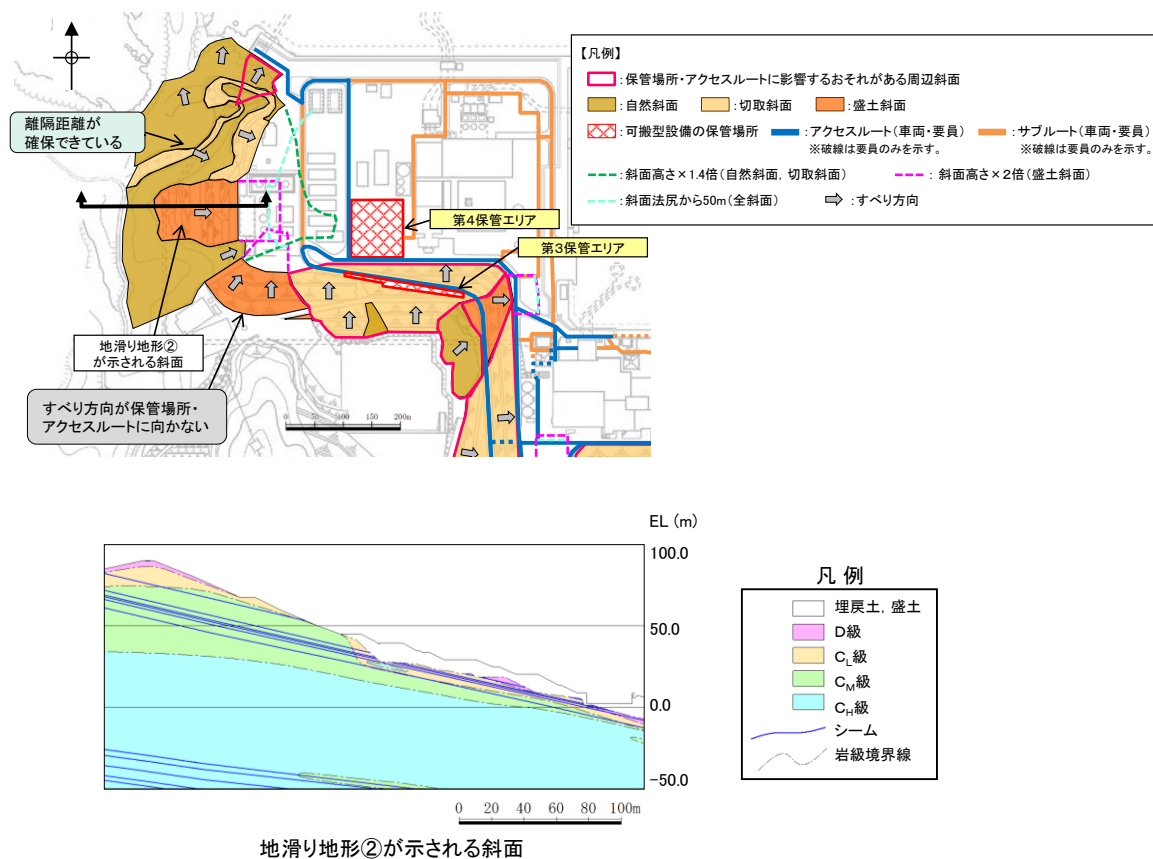 離隔距離が
確保できている
地滑り地形②
が示される斜面
すべり方向が保管場所・
アクセスルートに向かない
第4保管エリア
第3保管エリア
0 50 100 200m
【凡例】
:保管場所・アクセスルートに影響するおそれがある周辺斜面
:自然斜面 :切取斜面 :盛土斜面
:可搬型設備の保管場所 :アクセスルート(車両・要員) :サブルート(車両・要員)
※破線は要員のみを示す。 ※破線は要員のみを示す。
:斜面高さ×1.4倍(自然斜面, 切取斜面) :斜面高さ×2倍(盛土斜面)
:斜面法尻から50m(全斜面) :すべり方向
EL (m)
100.0
50.0
0.0
-50.0
0 20 40 60 80 100m
地滑り地形②が示される斜面
凡 例
埋戻土, 盛土
D級
CL級
CM級
CH級
シーム
岩級境界線